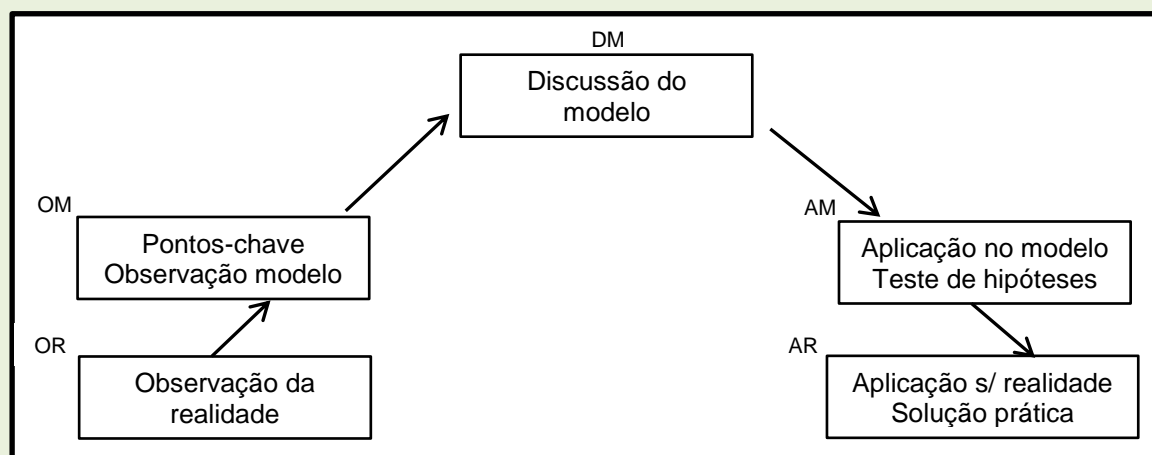 DM
Discussão do
modelo
OM
Pontos-chave
Observação modelo
AM
Aplicação no modelo
Teste de hipóteses
OR
Observação da
realidade
AR
Aplicação s/ realidade
Solução prática